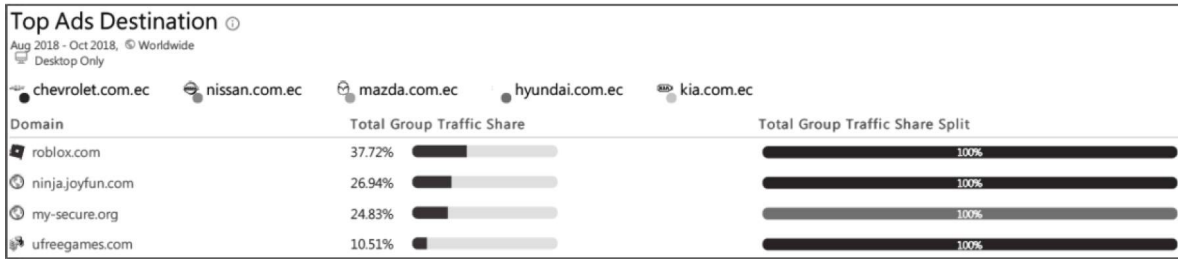 Top Ads Destination
Aug 2018 - Oct 2018, Worldwide
Desktop Only
chevrolet.com.ec nissan.com.ec mazda.com.ec hyundai.com.ec kia.com.ec
Domain Total Group Traffic Share Total Group Traffic Share Split
roblox.com 37.72% 100%
ninja.joyfun.com 26.94% 100%
my-secure.org 24.83% 100%
ufreegames.com 10.51% 100%